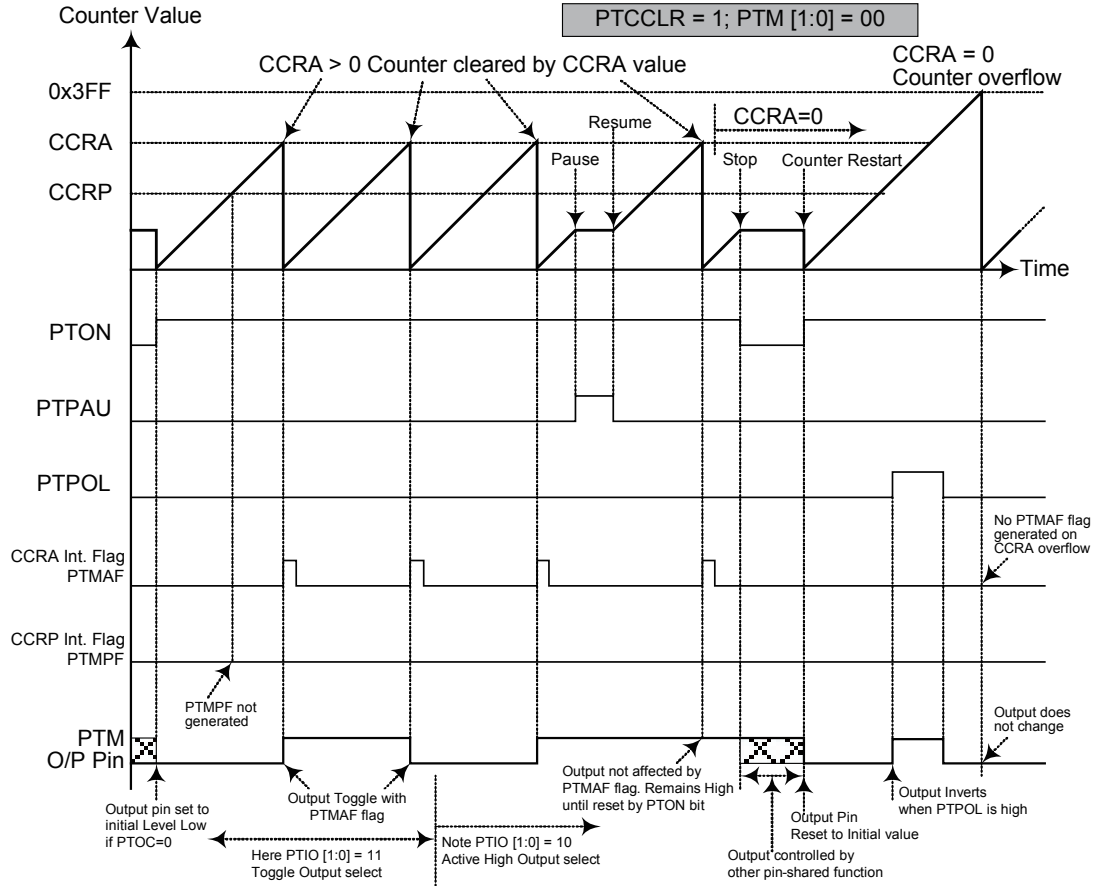 Counter Value
PTCCLR = 1; PTM [1:0] = 00
CCRA > 0 Counter cleared by CCRA value
CCRA = 0
Counter overflow
0x3FF
CCRA
CCRP
Pause
Resume
CCRA=0
Stop
Counter Restart
Time
PTON
PTPAU
PTPOL
CCRA Int. Flag
PTMAF
No PTMAF flag
generated on
CCRA overflow
CCRP Int. Flag
PTMPF
PTMPF not
generated
PTM
O/P Pin
Output does
not change
Output pin set to
initial Level Low
if PTOC=0
Output Toggle with
PTMAF flag
Here PTIO [1:0] = 11
Toggle Output select
Note PTIO [1:0] = 10
Active High Output select
Output not affected by
PTMAF flag. Remains High
until reset by PTON bit
Output controlled by
other pin-shared function
Output Pin
Reset to Initial value
Output Inverts
when PTPOL is high